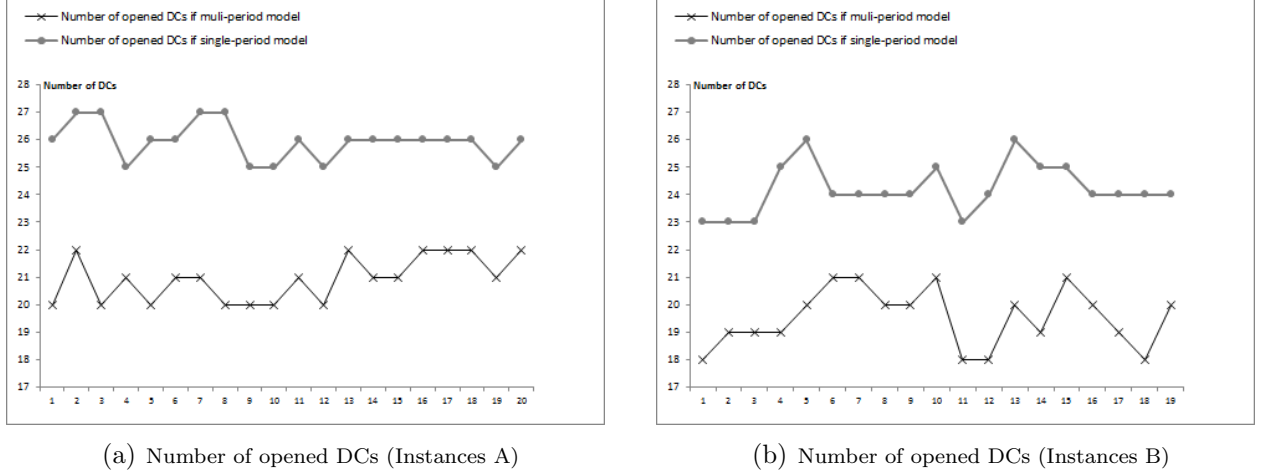 Number of opened DCs if muli-period model
Number of opened DCs if single-period model
Number of DCs
28
27
26
25
24
23
22
21
20
19
18
17
1 2 3 4 5 6 7 8 9 10 11 12 13 14 15 16 17 18 19 20
(a) Number of opened DCs (Instances A)
Number of opened DCs if muli-period model
Number of opened DCs if single-period model
Number of DCs
28
27
26
25
24
23
22
21
20
19
18
17
1 2 3 4 5 6 7 8 9 10 11 12 13 14 15 16 17 18 19
(b) Number of opened DCs (Instances B)